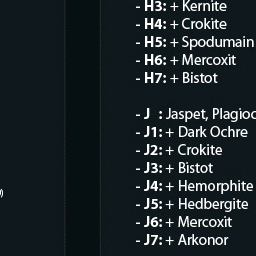 - H3: + Kernite
- H4: + Crokite
- H5: + Spodumain
- H6: + Mercoxit
- H7: + Bistot
- J : Jaspet,
- J1: + Dark Ochre
- J2: + Crokite
- J3: + Bistot
- J4: + Hemorphite
- J5: + Hedbergite
- J6: + Mercoxit
- J7: + Arkonor